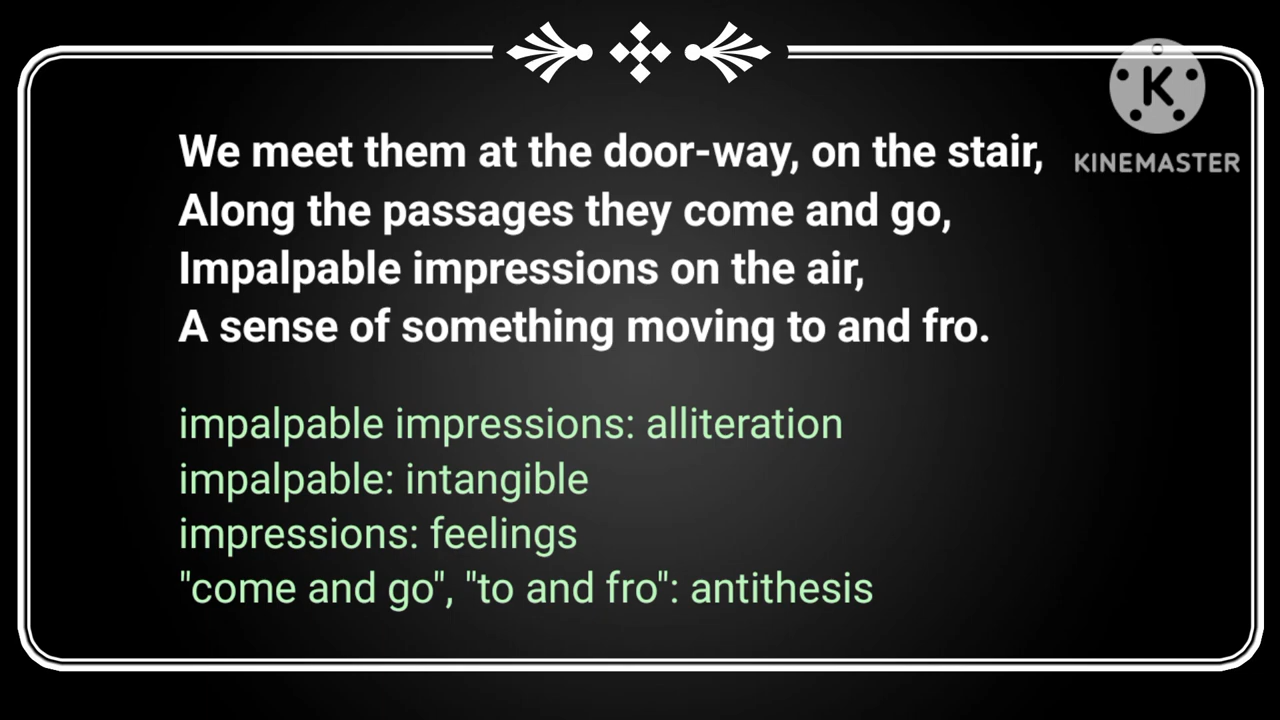 KINEMASTER
We meet them at the door-way, on the stair,
Along the passages they come and go,
Impalpable impressions on the air,
A sense of something moving to and fro.
impalpable impressions: alliteration
impalpable: intangible
impressions: feelings
"come and go", "to and fro": antithesis